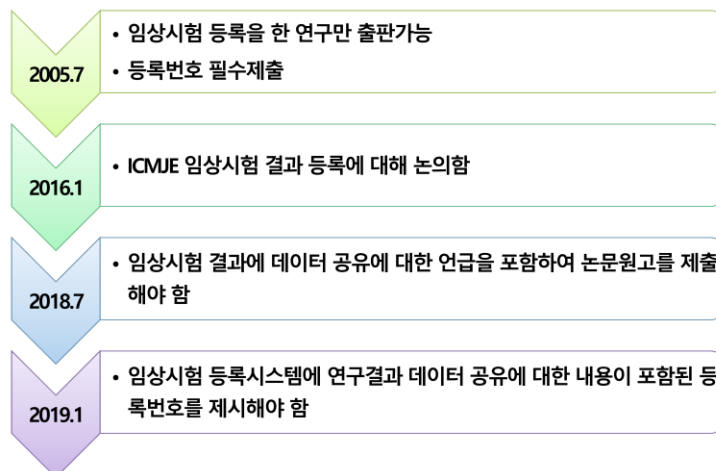 2005.7
• 임상시험 등록을 한 연구만 출판가능
• 등록번호 필수제출
2016.1
• ICMJE 임상시험 결과 등록에 대해 논의함
2018.7
• 임상시험 결과에 데이터 공유에 대한 언급을 포함하여 논문원고를 제출
해야 함
2019.1
• 임상시험 등록시스템에 연구결과 데이터 공유에 대한 내용이 포함된 등
록번호를 제시해야 함